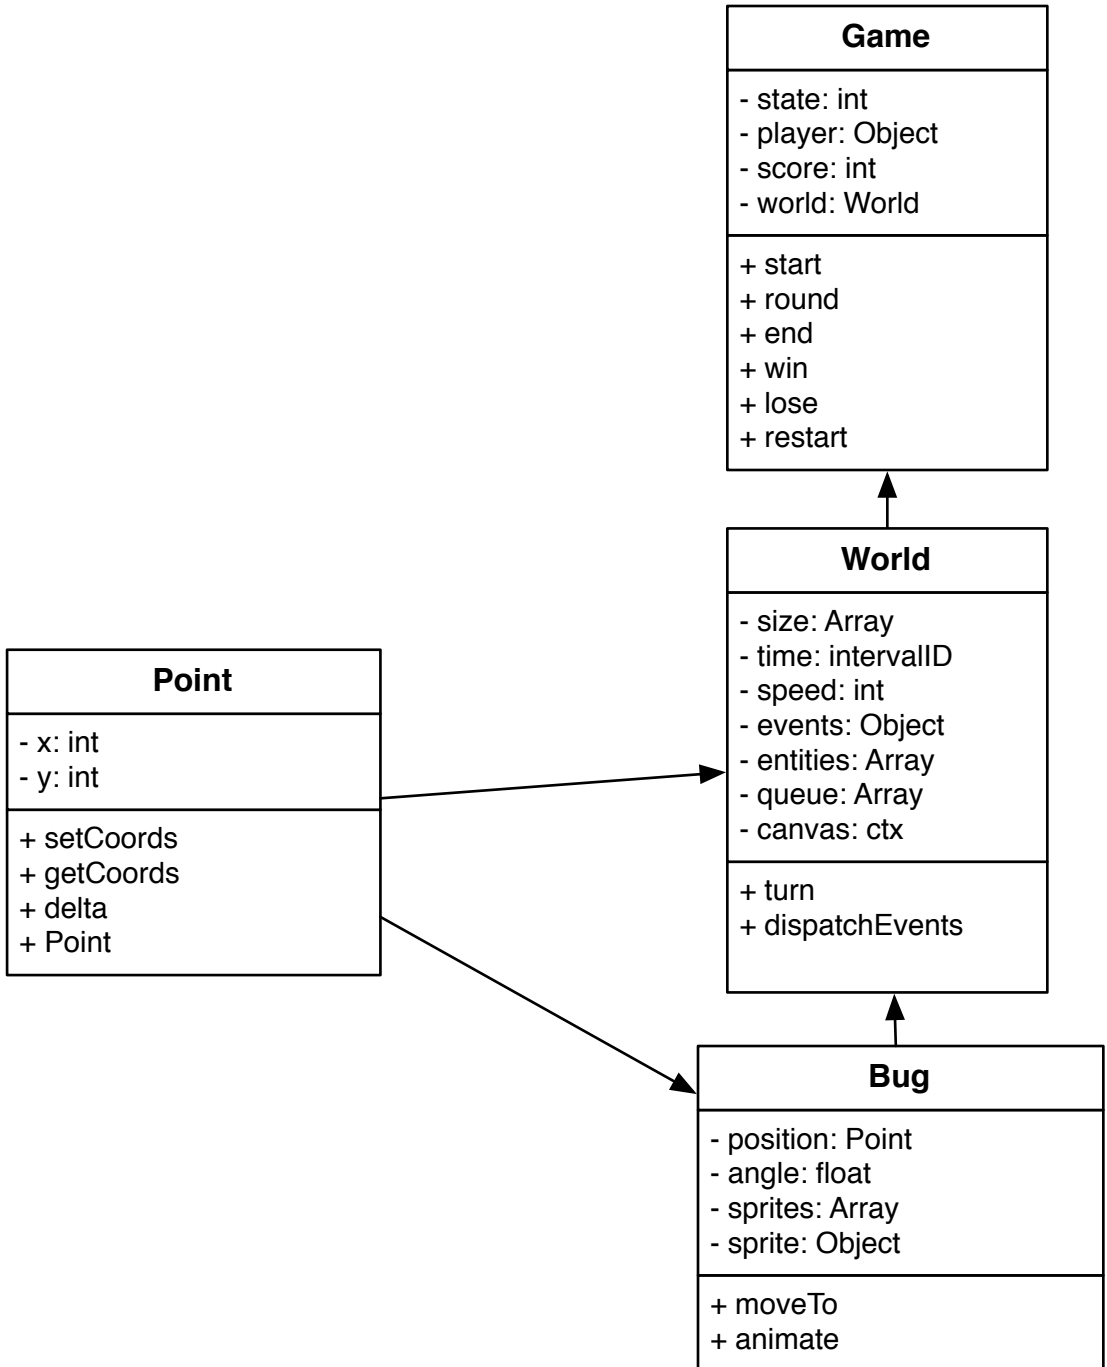 Game
- state: int
- player: Object
- score: int
- world: World
+ start
+ round
+ end
+ win
+ lose
+ restart
World
- size: Array
- time: intervalID
- speed: int
- events: Object
- entities: Array
- queue: Array
- canvas: ctx
+ turn
+ dispatchEvents
Point
- x: int
- y: int
+ setCoords
+ getCoords
+ delta
+ Point
Bug
- position: Point
- angle: float
- sprites: Array
- sprite: Object
+ moveTo
+ animate